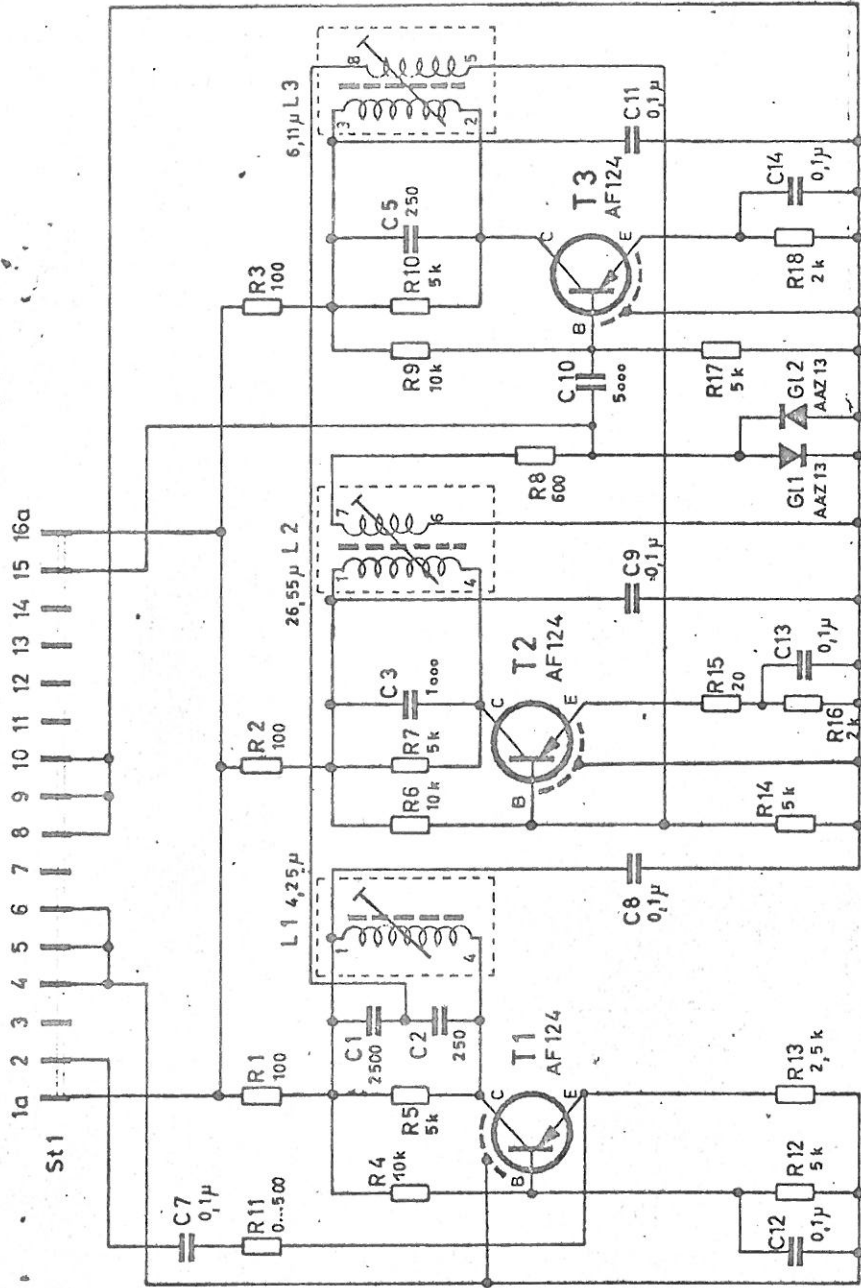 St1
1a 2 3 4 5 6 7 8 9 10 11 12 13 14 15 16a
C7
0,1µ
R11
0...500
R1
100
R2
100
R3
100
L1 4,25µ
1
4
26,55µ L2
1
4
7
6
6,11µ L3
3
2
8
5
R4
10k
R5
5k
C1
2500
C2
250
R6
10k
R7
5k
C3
1000
R8
600
R9
10k
R10
5k
C5
250
T1
AF124
B
C
E
T2
AF124
B
C
E
T3
AF124
B
C
E
C8
0,1µ
C9
0,1µ
C10
5000
C11
0,1µ
C12
0,1µ
R12
5k
R13
2,5k
R14
5k
R15
20
R16
2k
C13
0,1µ
Gl1
AAZ13
Gl2
AAZ13
R17
5k
R18
2k
C14
0,1µ